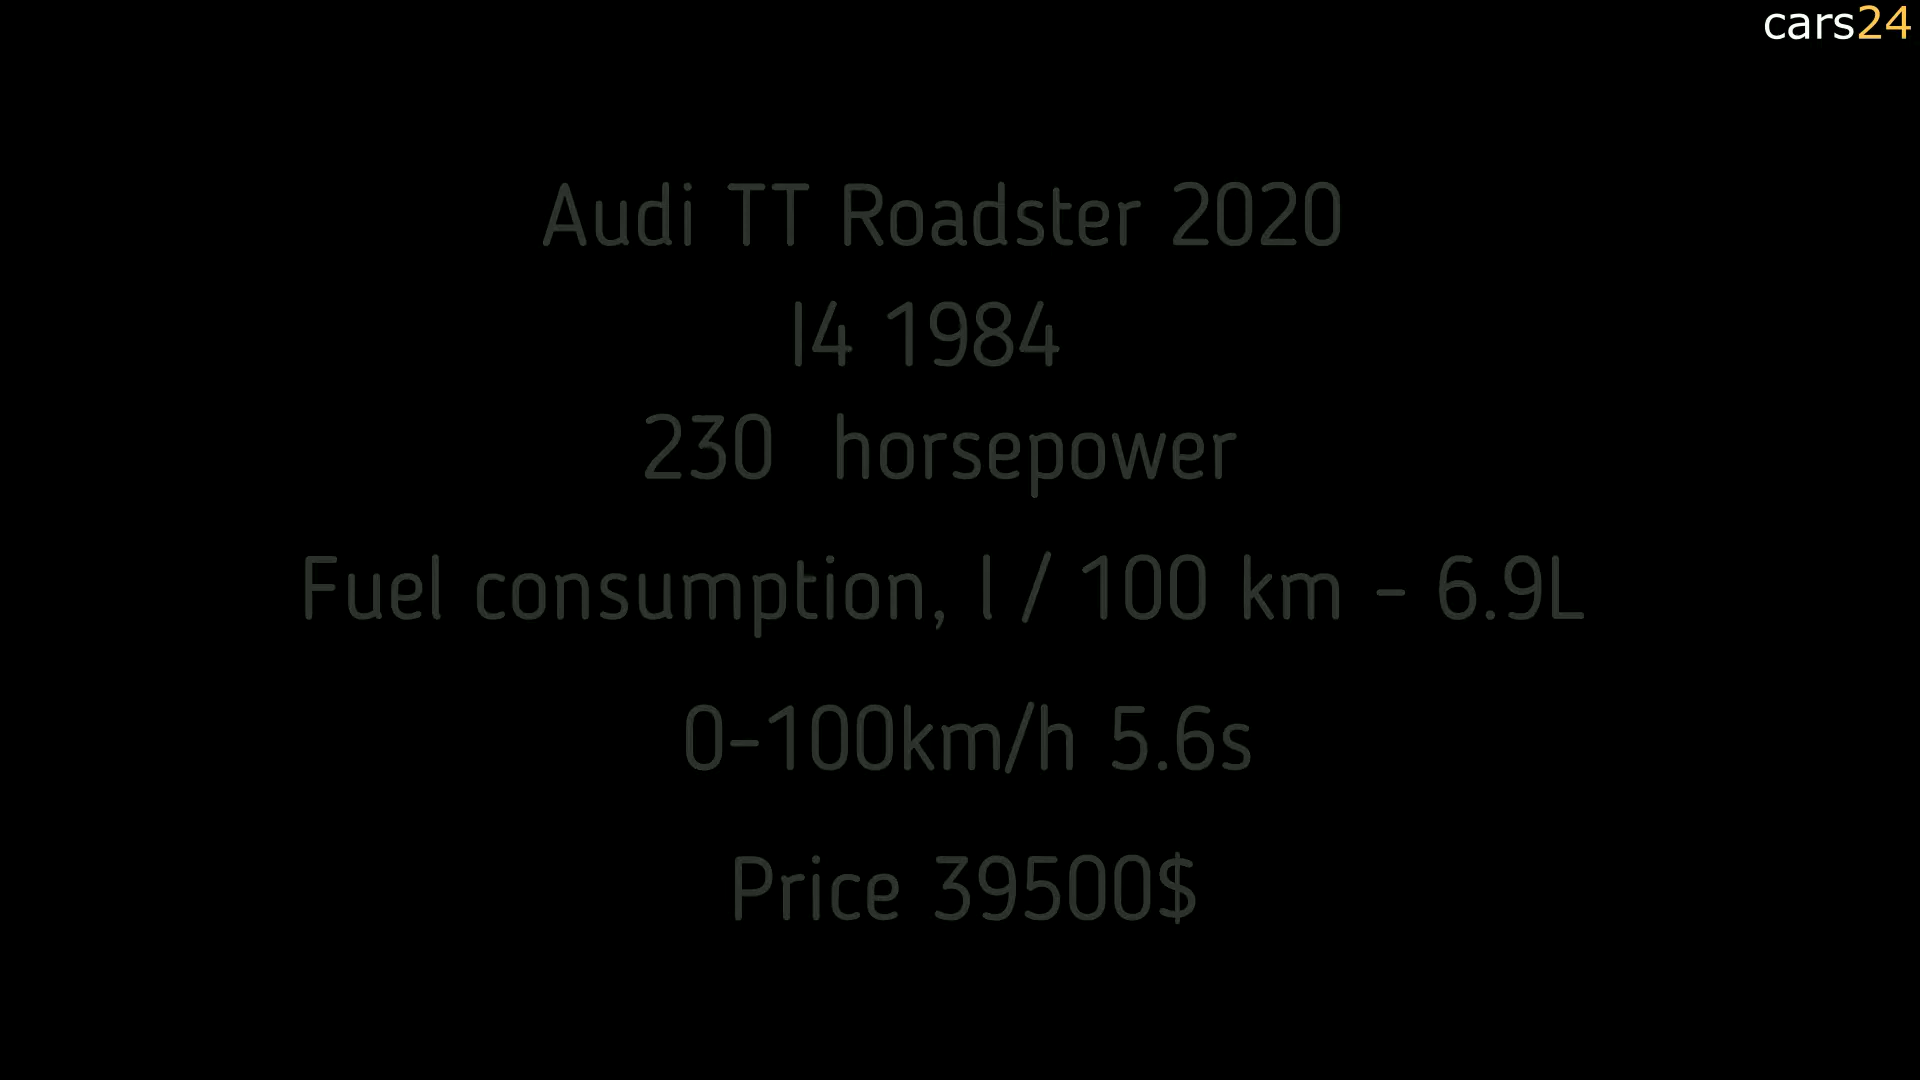 cars24
Audi TT Roadster 2020
I4 1984
230 horsepower
Fuel consumption, l / 100 km - 6.9L
0-100km/h 5.6s
Price 39500$